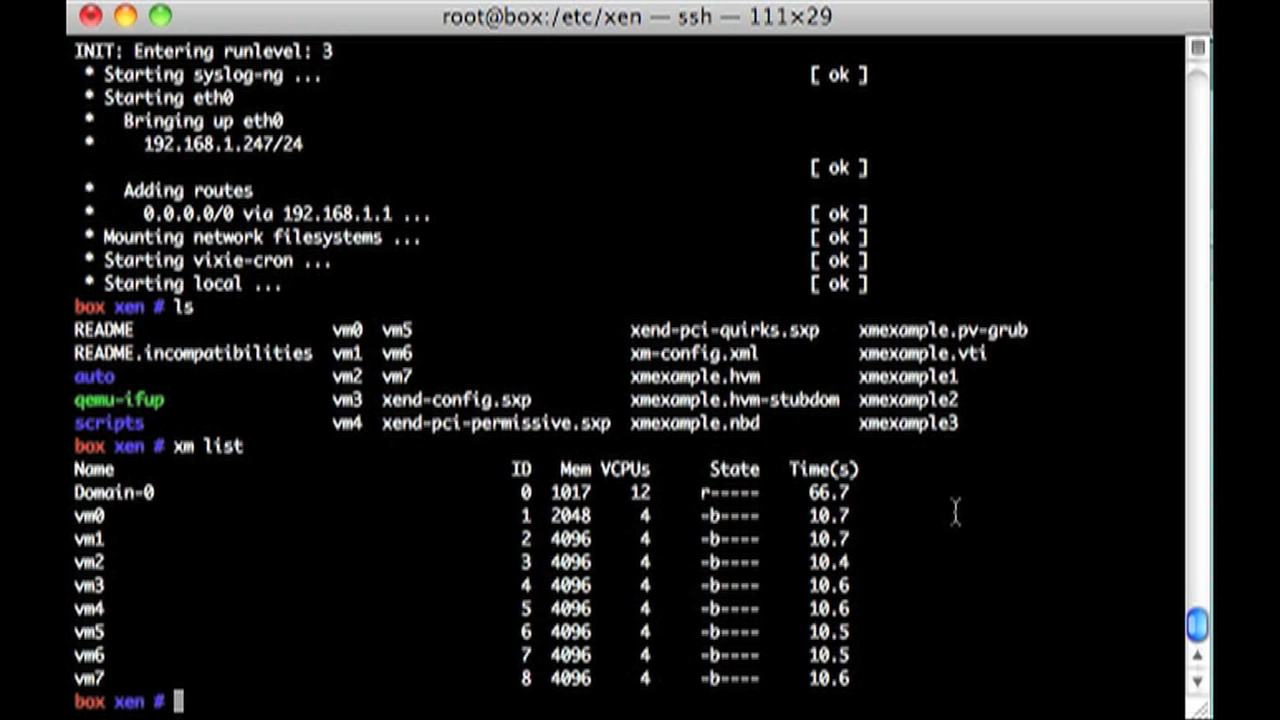 root@box:/etc/xen — ssh — 111×29
INIT: Entering runlevel: 3
* Starting syslog-ng ... [ ok ]
* Starting eth0
* Bringing up eth0
* 192.168.1.247/24
[ ok ]
* Adding routes
* 0.0.0.0/0 via 192.168.1.1 ... [ ok ]
* Mounting network filesystems ... [ ok ]
* Starting vixie-cron ... [ ok ]
* Starting local ... [ ok ]
box xen # ls
README vm0 vm5 xend-pci-quirks.sxp xmexample.pv-grub
README.incompatibilities vm1 vm6 xm-config.xml xmexample.vti
auto vm2 vm7 xmexample.hvm xmexample1
qemu-ifup vm3 xend-config.sxp xmexample.hvm-stubdom xmexample2
scripts vm4 xend-pci-permissive.sxp xmexample.nbd xmexample3
box xen # xm list
Name ID Mem VCPUs State Time(s)
Domain-0 0 1017 12 r----- 66.7
vm0 1 2048 4 -b---- 10.7
vm1 2 4096 4 -b---- 10.7
vm2 3 4096 4 -b---- 10.4
vm3 4 4096 4 -b---- 10.6
vm4 5 4096 4 -b---- 10.6
vm5 6 4096 4 -b---- 10.5
vm6 7 4096 4 -b---- 10.5
vm7 8 4096 4 -b---- 10.6
box xen #